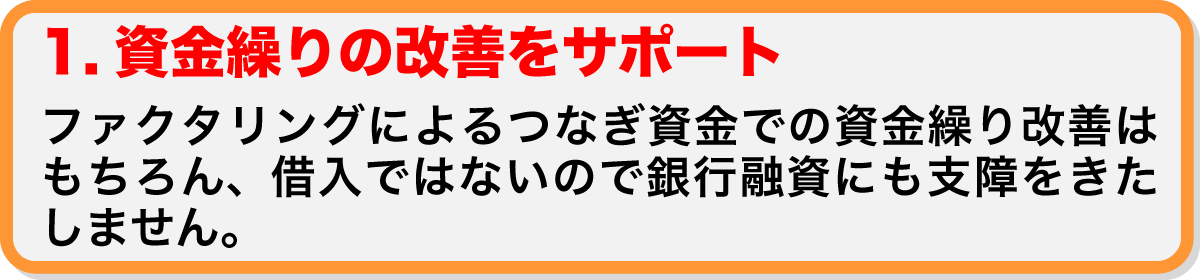 1. 資金繰りの改善をサポート
ファクタリングによるつなぎ資金での資金繰り改善は
もちろん、借入ではないので銀行融資にも支障をきた
しません。